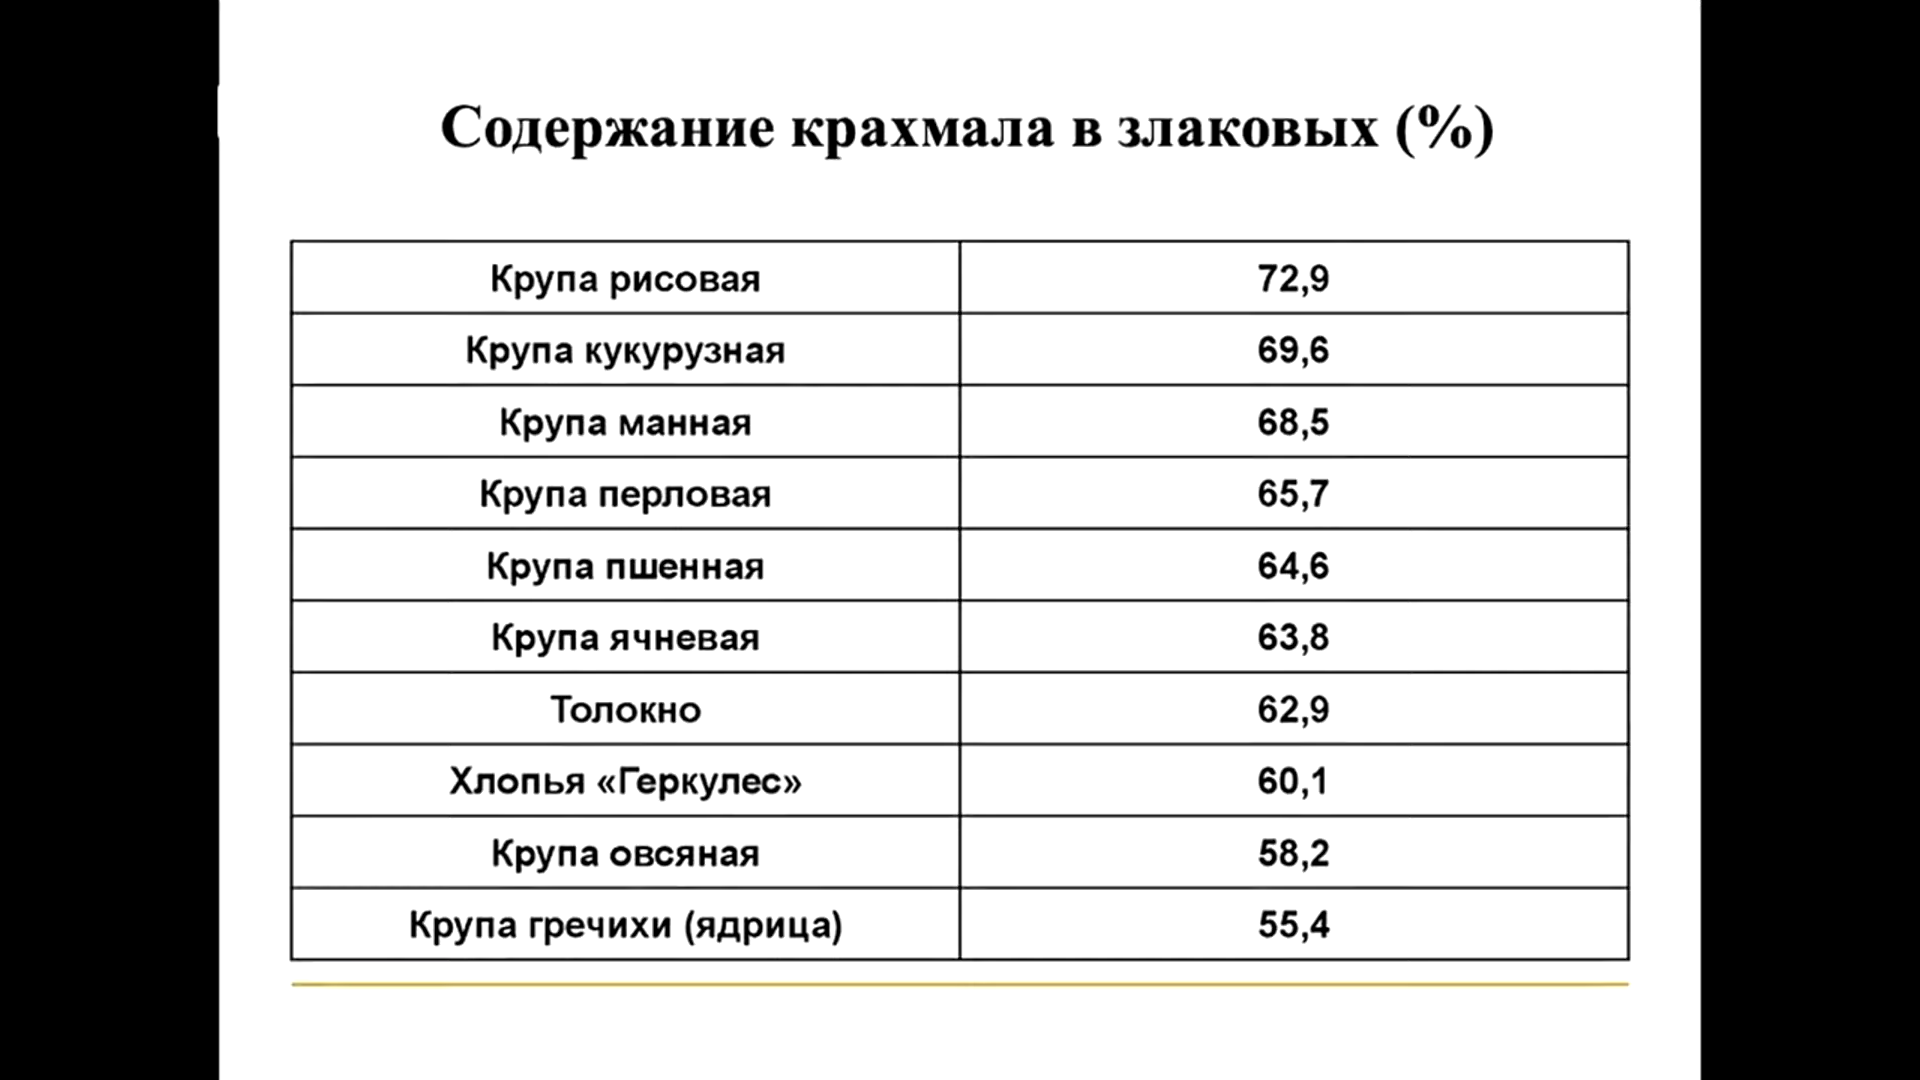 Содержание крахмала в злаковых (%)
Крупа рисовая 72,9
Крупа кукурузная 69,6
Крупа манная 68,5
Крупа перловая 65,7
Крупа пшенная 64,6
Крупа ячневая 63,8
Толокно 62,9
Хлопья «Геркулес» 60,1
Крупа овсяная 58,2
Крупа гречихи (ядрица) 55,4